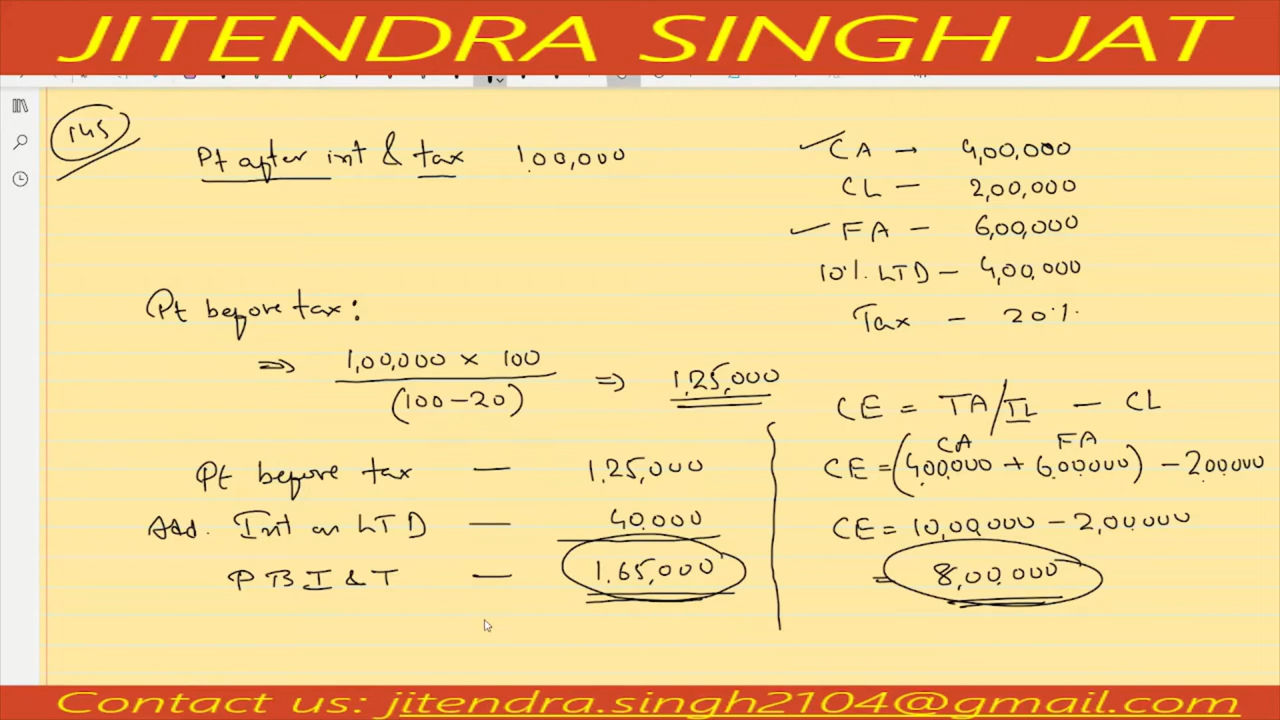 JITENDRA SINGH JAT
145
Pt after int & tax 1,00,000
CA → 4,00,000
CL — 2,00,000
FA — 6,00,000
10% LTD — 4,00,000
Tax — 20%
Pt before tax:
⇒ 1,00,000 × 100
(100-20)
⇒ 1,25,000
Pt before tax — 1,25,000
Add. Int on LTD — 40,000
PBI&T — 1,65,000
CE = TA/TL — CL
CA FA
CE = (4,00,000 + 6,00,000) - 2,00,000
CE = 10,00,000 - 2,00,000
= 8,00,000
Contact us: jitendra.singh2104@gmail.com